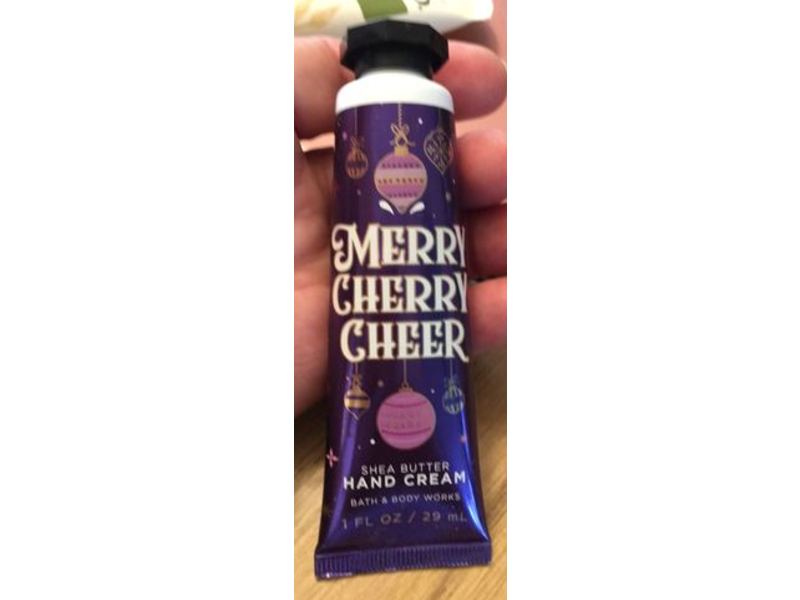 MERRY
CHERRY
CHEER
SHEA BUTTER
HAND CREAM
BATH & BODY WORKS
1 FL OZ / 29 mL